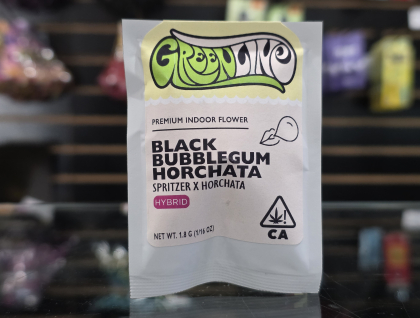 GREENLINE
PREMIUM INDOOR FLOWER
BLACK
BUBBLEGUM
HORCHATA
SPRITZER X HORCHATA
HYBRID
NET WT. 1.8 G (1/16 OZ)
CA